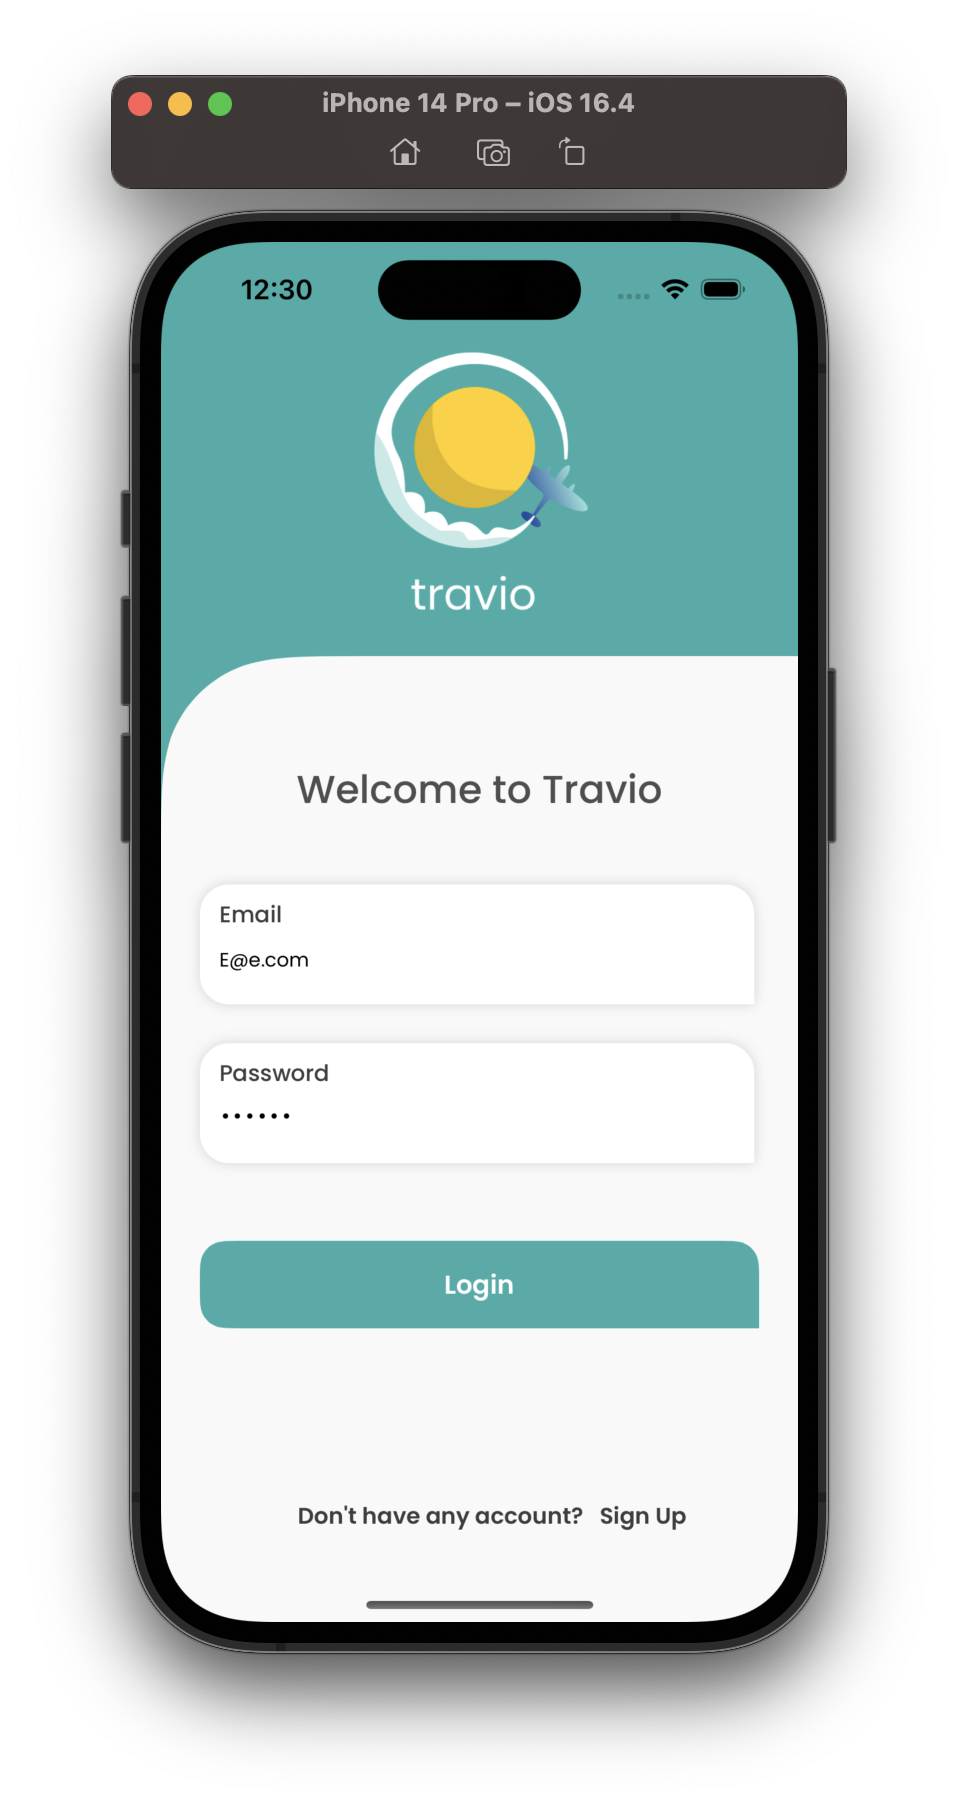 iPhone 14 Pro – iOS 16.4
12:30
travio
Welcome to Travio
Email
E@e.com
Password
••••••
Login
Don't have any account? Sign Up